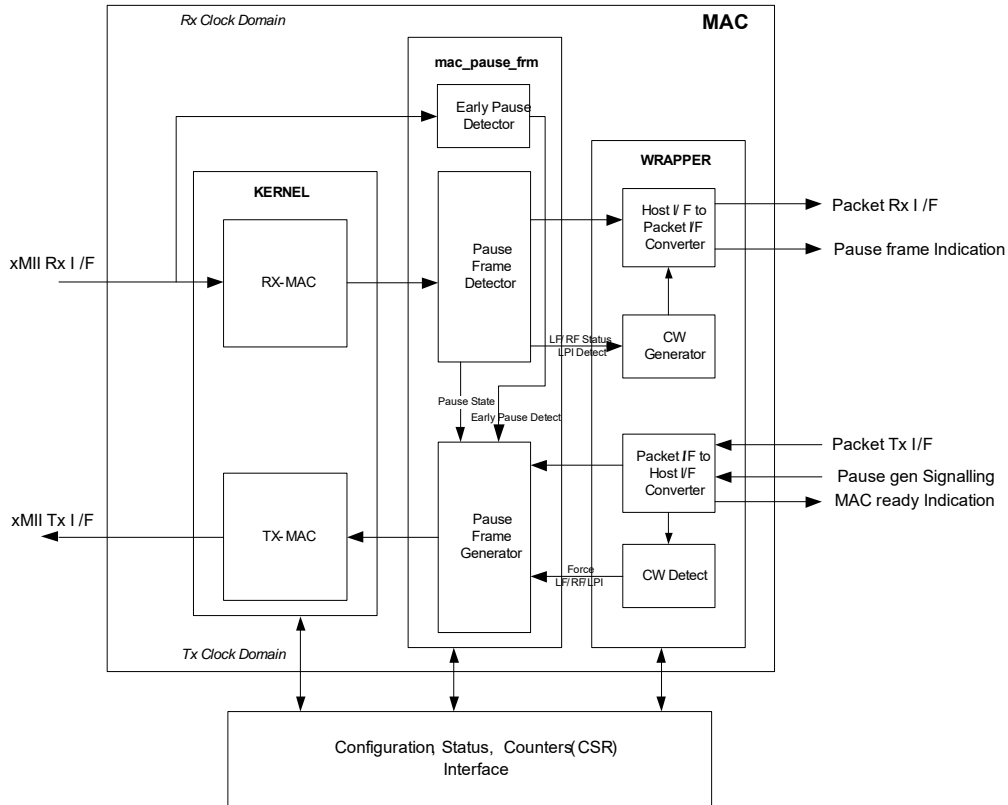 Rx Clock Domain
MAC
mac_pause_frm
Early Pause
Detector
WRAPPER
KERNEL
Host I/ F to
Packet I/F
Converter
Packet Rx I /F
Pause frame Indication
xMII Rx I /F
RX-MAC
Pause
Frame
Detector
LF/ RF Status
LPI Detect
CW
Generator
Pause State
Early Pause Detect
Packet I/F to
Host I/F
Converter
Packet Tx I/F
Pause gen Signalling
MAC ready Indication
xMII Tx I /F
TX-MAC
Pause
Frame
Generator
Force
LF/RF/LPI
CW Detect
Tx Clock Domain
Configuration, Status, Counters(CSR)
Interface